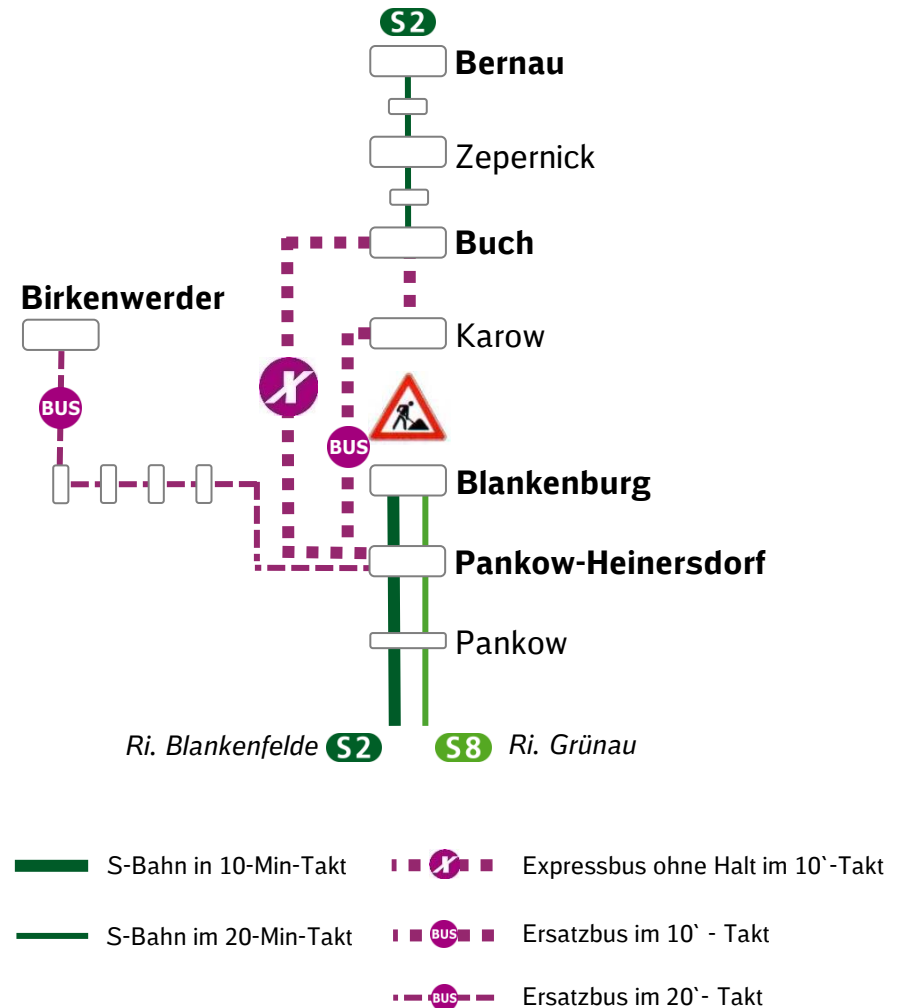 S2
Bernau
Zepernick
Buch
Birkenwerder
Karow
X
BUS
BUS
Blankenburg
Pankow-Heinersdorf
Pankow
Ri. Blankenfelde S2 S8 Ri. Grünau
S-Bahn in 10-Min-Takt
X Expressbus ohne Halt im 10`-Takt
S-Bahn im 20-Min-Takt
BUS Ersatzbus im 10` - Takt
BUS Ersatzbus im 20`- Takt